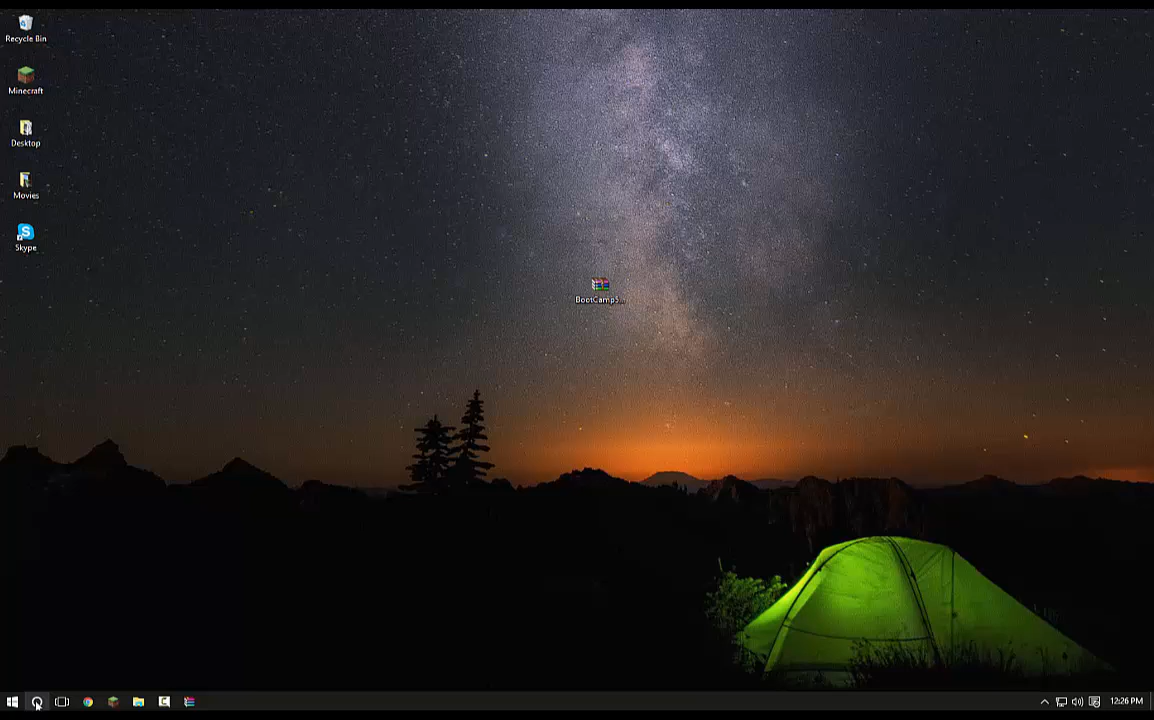 Recycle Bin
Minecraft
Desktop
Movies
Skype
BootCamp5...
12:26 PM